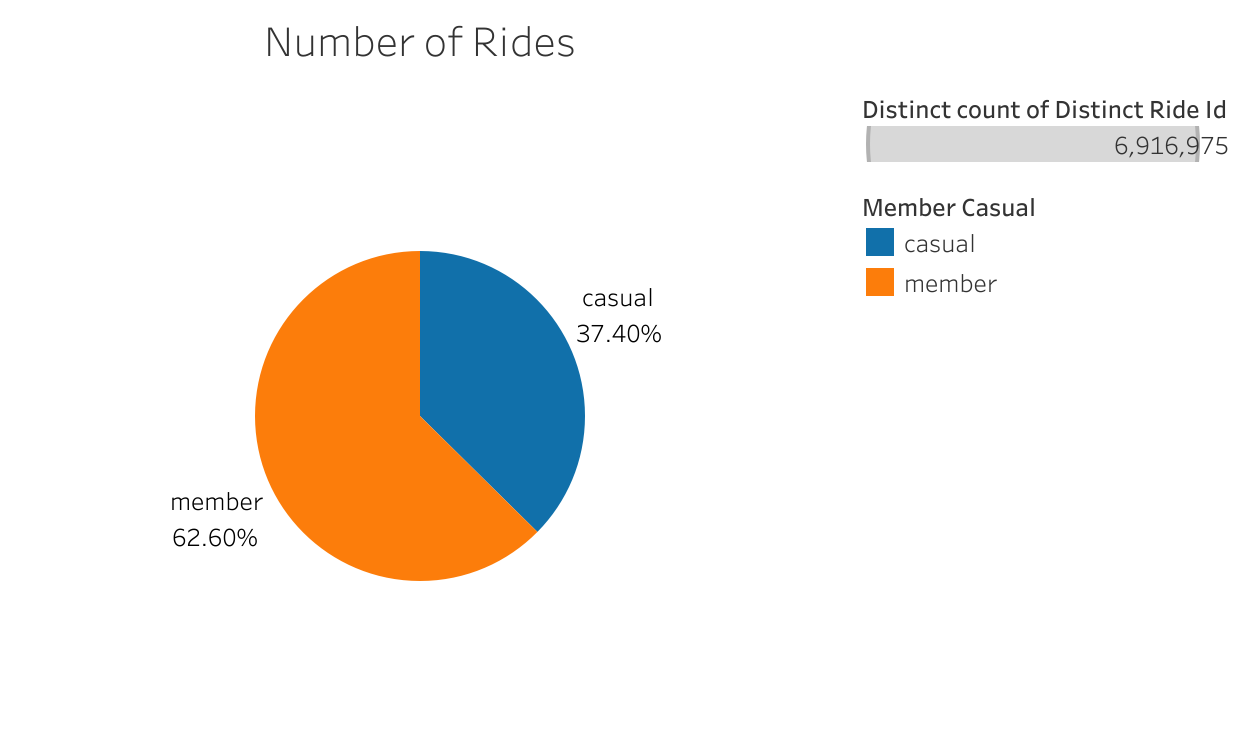 Number of Rides
Distinct count of Distinct Ride Id
6,916,975
Member Casual
casual
member
casual
37.40%
member
62.60%